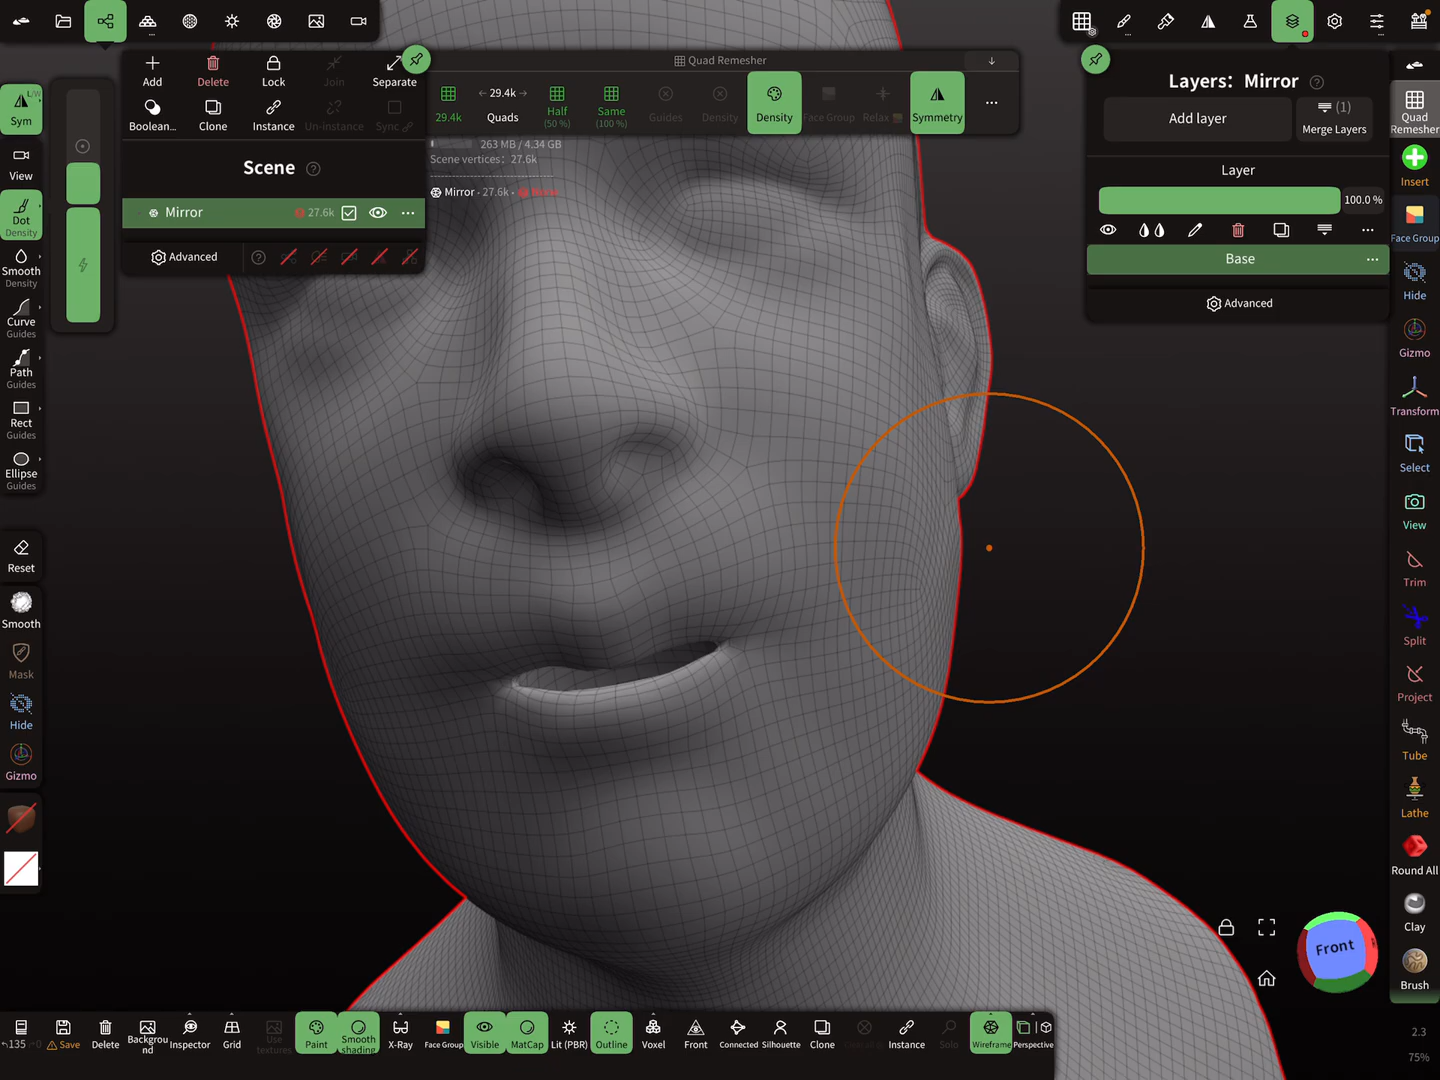 Quad Remesher
Add
Delete
Lock
Join
Separate
Boolean...
Clone
Instance
Un-instance
Sync
29.4k
← 29.4k →
Quads
Half
(50 %)
Same
(100 %)
Guides
Density
Density
Face Group
Relax
Symmetry
...
263 MB / 4.34 GB
Scene vertices: 27.6k
Mirror · 27.6k ·
Scene
Mirror
27.6k
...
Advanced
Layers: Mirror
Add layer
(1)
Merge Layers
Layer
100.0 %
...
Base
...
Advanced
L/W
Sym
View
Dot
Density
Smooth
Density
Curve
Guides
Path
Guides
Rect
Guides
Ellipse
Guides
Reset
Smooth
Mask
Hide
Gizmo
Quad
Remesher
Insert
Face Group
Hide
Gizmo
Transform
Select
View
Trim
Split
Project
Tube
Lathe
Round All
Clay
Brush
Front
135
0
Save
Delete
Backgrou
nd
Inspector
Grid
Use
textures
Paint
Smooth
shading
X-Ray
Face Group
Visible
MatCap
Lit (PBR)
Outline
Voxel
Front
Connected
Silhouette
Clone
Instance
Solo
Wireframe
Perspective
2.3
75%